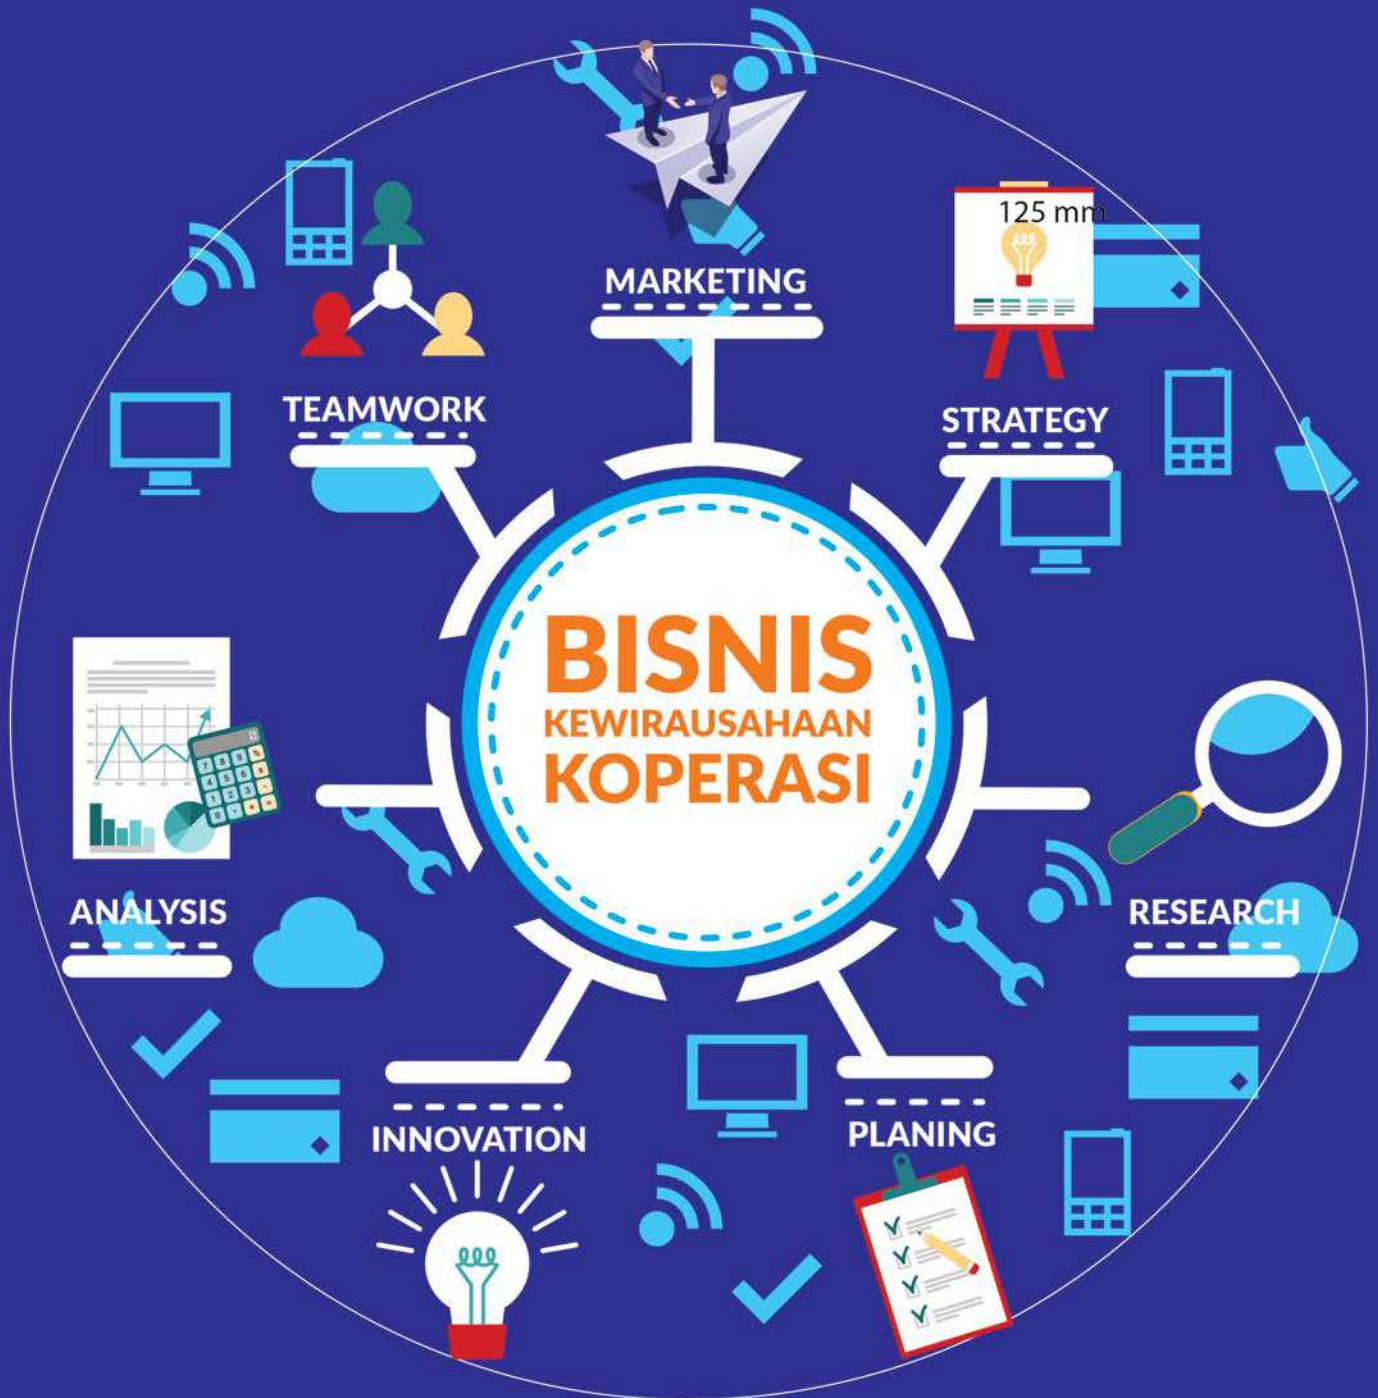 125 mm
MARKETING
TEAMWORK
STRATEGY
BISNIS
KEWIRAUSAHAAN
KOPERASI
ANALYSIS
RESEARCH
INNOVATION
PLANING